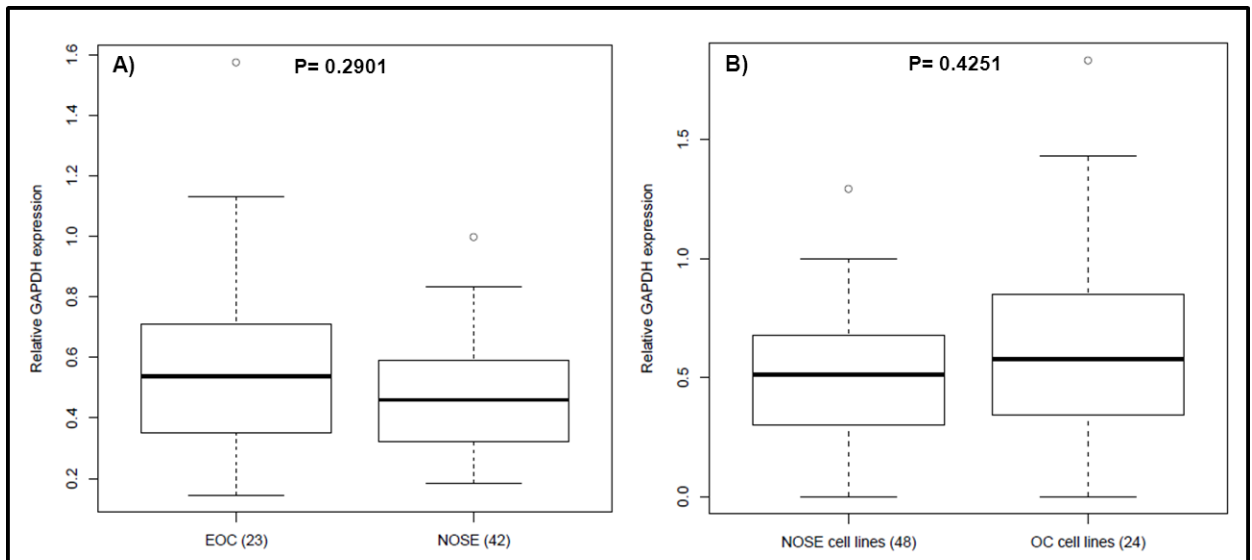 A)
P= 0.2901
Relative GAPDH expression
1.6
1.4
1.2
1.0
0.8
0.6
0.4
0.2
EOC (23)
NOSE (42)
B)
P= 0.4251
Relative GAPDH expression
1.5
1.0
0.5
0.0
NOSE cell lines (48)
OC cell lines (24)